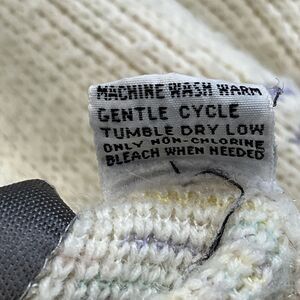 MACHINE WASH WARM
GENTLE CYCLE
TUMBLE DRY LOW
ONLY NON-CHLORINE
BLEACH WHEN NEEDED